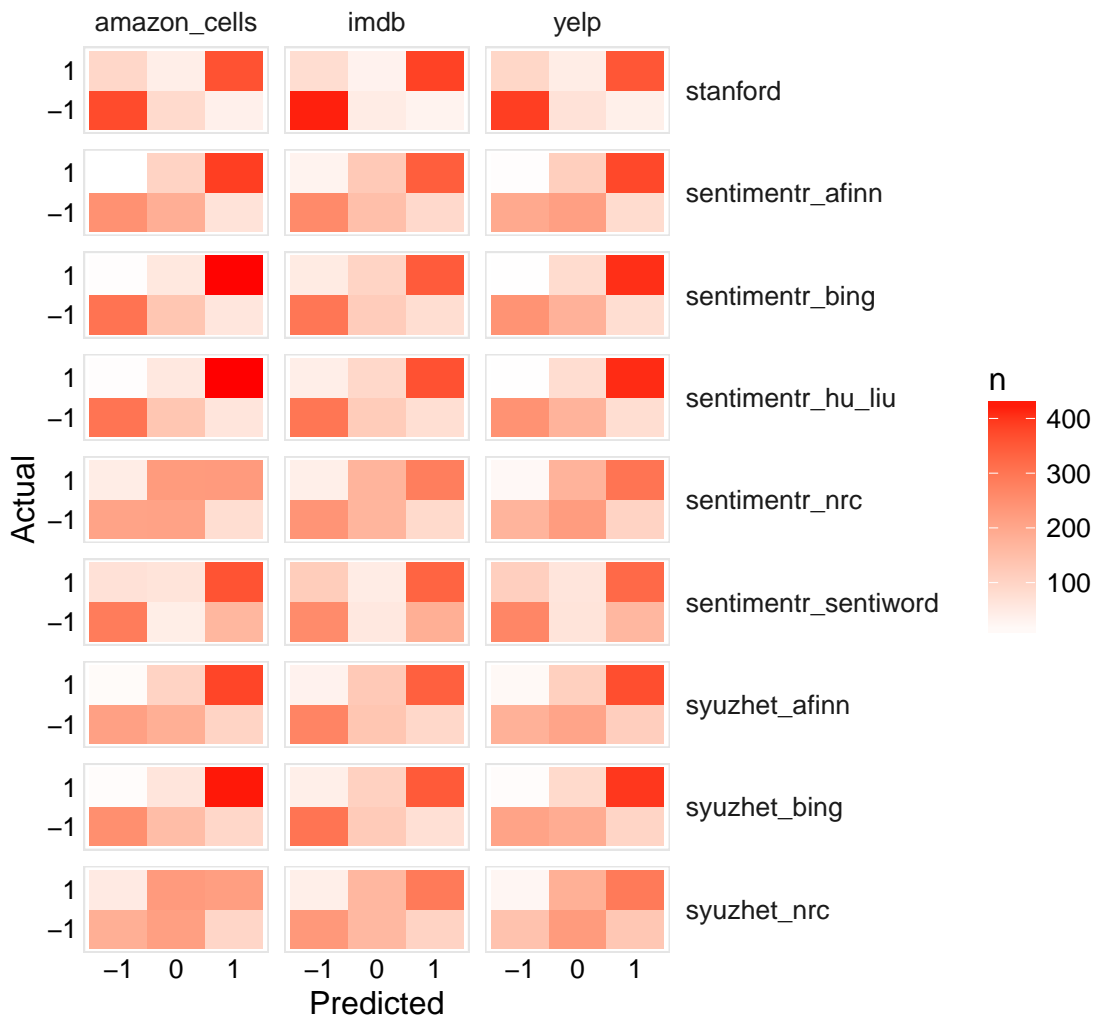 amazon_cells imdb yelp
1
−1
stanford
1
−1
sentimentr_afinn
1
−1
sentimentr_bing
1
−1
sentimentr_hu_liu
1
−1
sentimentr_nrc
1
−1
sentimentr_sentiword
1
−1
syuzhet_afinn
1
−1
syuzhet_bing
1
−1
syuzhet_nrc
−1 0 1 −1 0 1 −1 0 1
Predicted
Actual
n
400
300
200
100